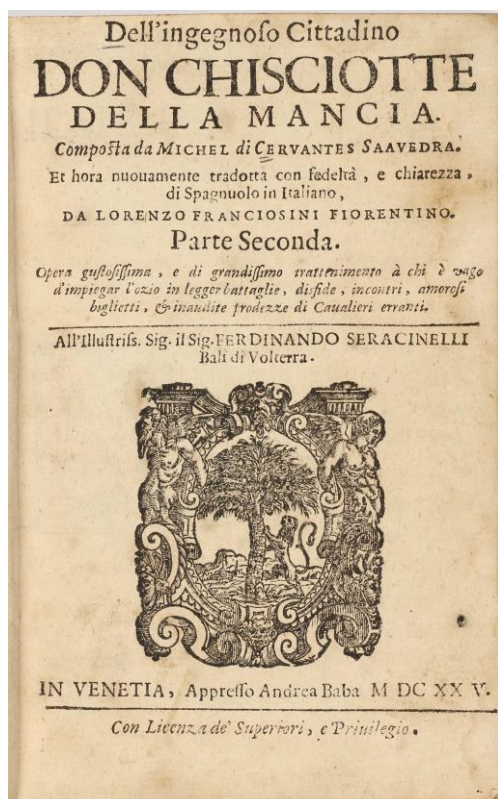 Dell'ingegnoſo Cittadino
DON CHISCIOTTE
DELLA MANCIA.
Compoſta da MICHEL di CERVANTES SAAVEDRA.
Et hora nuouamente tradotta con fedeltà, e chiarezza,
di Spagnuolo in Italiano,
DA LORENZO FRANCIOSINI FIORENTINO.
Parte Seconda.
Opera guſtoſiſſima, e di grandiſſimo trattenimento à chi è vago
d'impiegar l'ozio in legger battaglie, disfide, incontri, amoroſi
biglietti, & inaudite prodezze di Caualieri erranti.
All'Illuſtriſs. Sig. il Sig. FERDINANDO SERACINELLI
Balì di Volterra.
IN VENETIA, Appreſſo Andrea Baba M DC XX V.
Con Licenza de' Superiori, e Priuilegio.